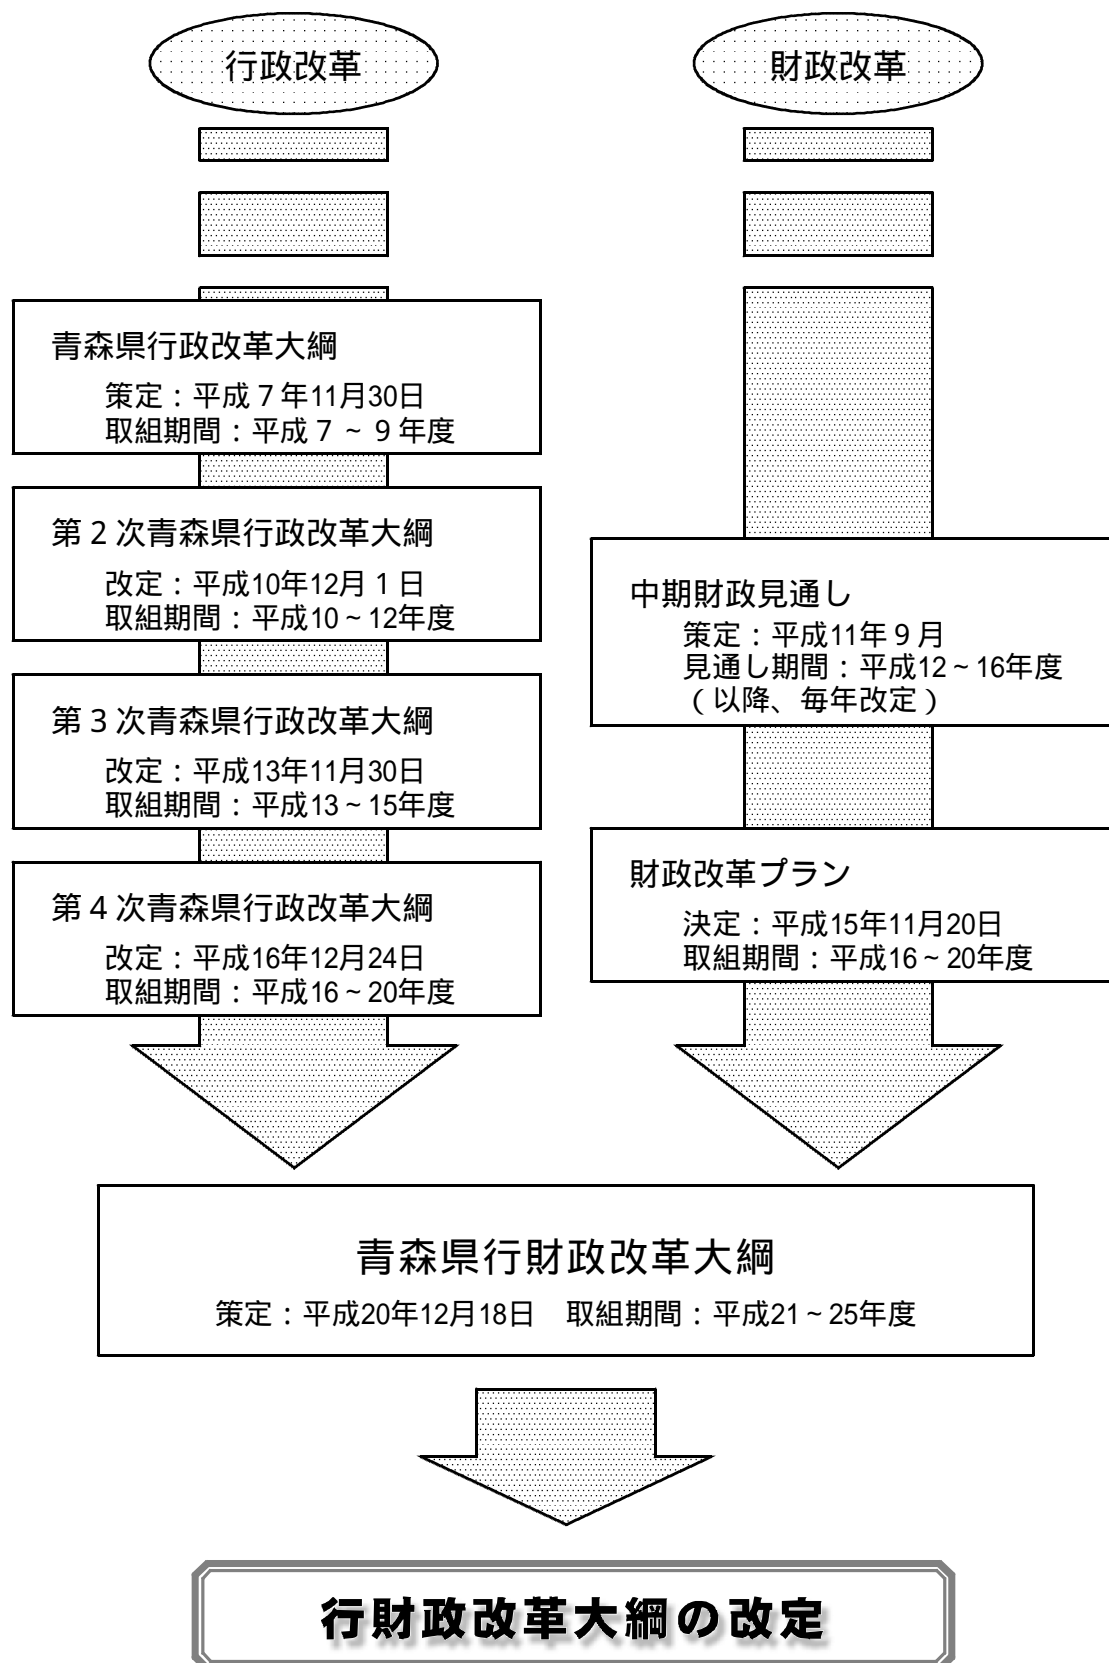 行政改革
財政改革
青森県行政改革大綱
策定：平成７年11月30日
取組期間：平成７～９年度
第２次青森県行政改革大綱
改定：平成10年12月１日
取組期間：平成10～12年度
第３次青森県行政改革大綱
改定：平成13年11月30日
取組期間：平成13～15年度
第４次青森県行政改革大綱
改定：平成16年12月24日
取組期間：平成16～20年度
中期財政見通し
策定：平成11年９月
見通し期間：平成12～16年度
（以降、毎年改定）
財政改革プラン
決定：平成15年11月20日
取組期間：平成16～20年度
青森県行財政改革大綱
策定：平成20年12月18日　取組期間：平成21～25年度
行財政改革大綱の改定